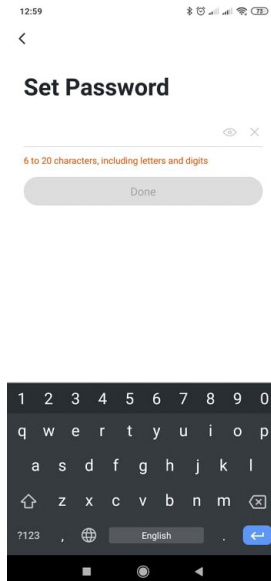 12:59
73
Set Password
6 to 20 characters, including letters and digits
Done
1 2 3 4 5 6 7 8 9 0
q w e r t y u i o p
a s d f g h j k l
z x c v b n m
?123 , English .